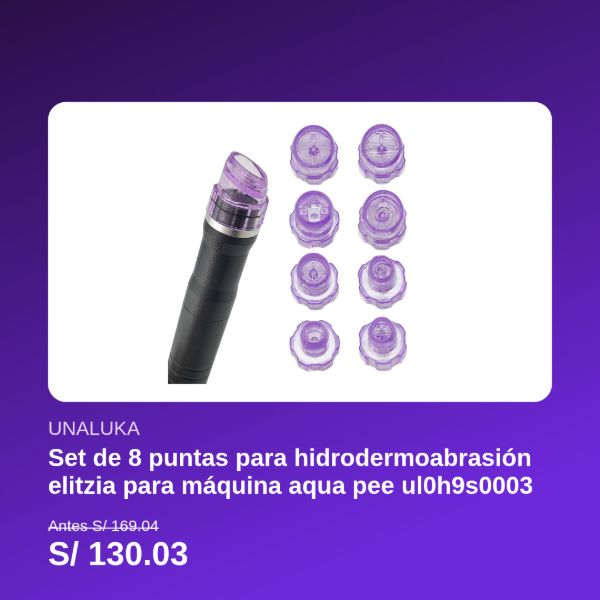 UNALUKA
Set de 8 puntas para hidrodermoabrasión
elitzia para máquina aqua pee ul0h9s0003
Antes S/ 169.04
S/ 130.03